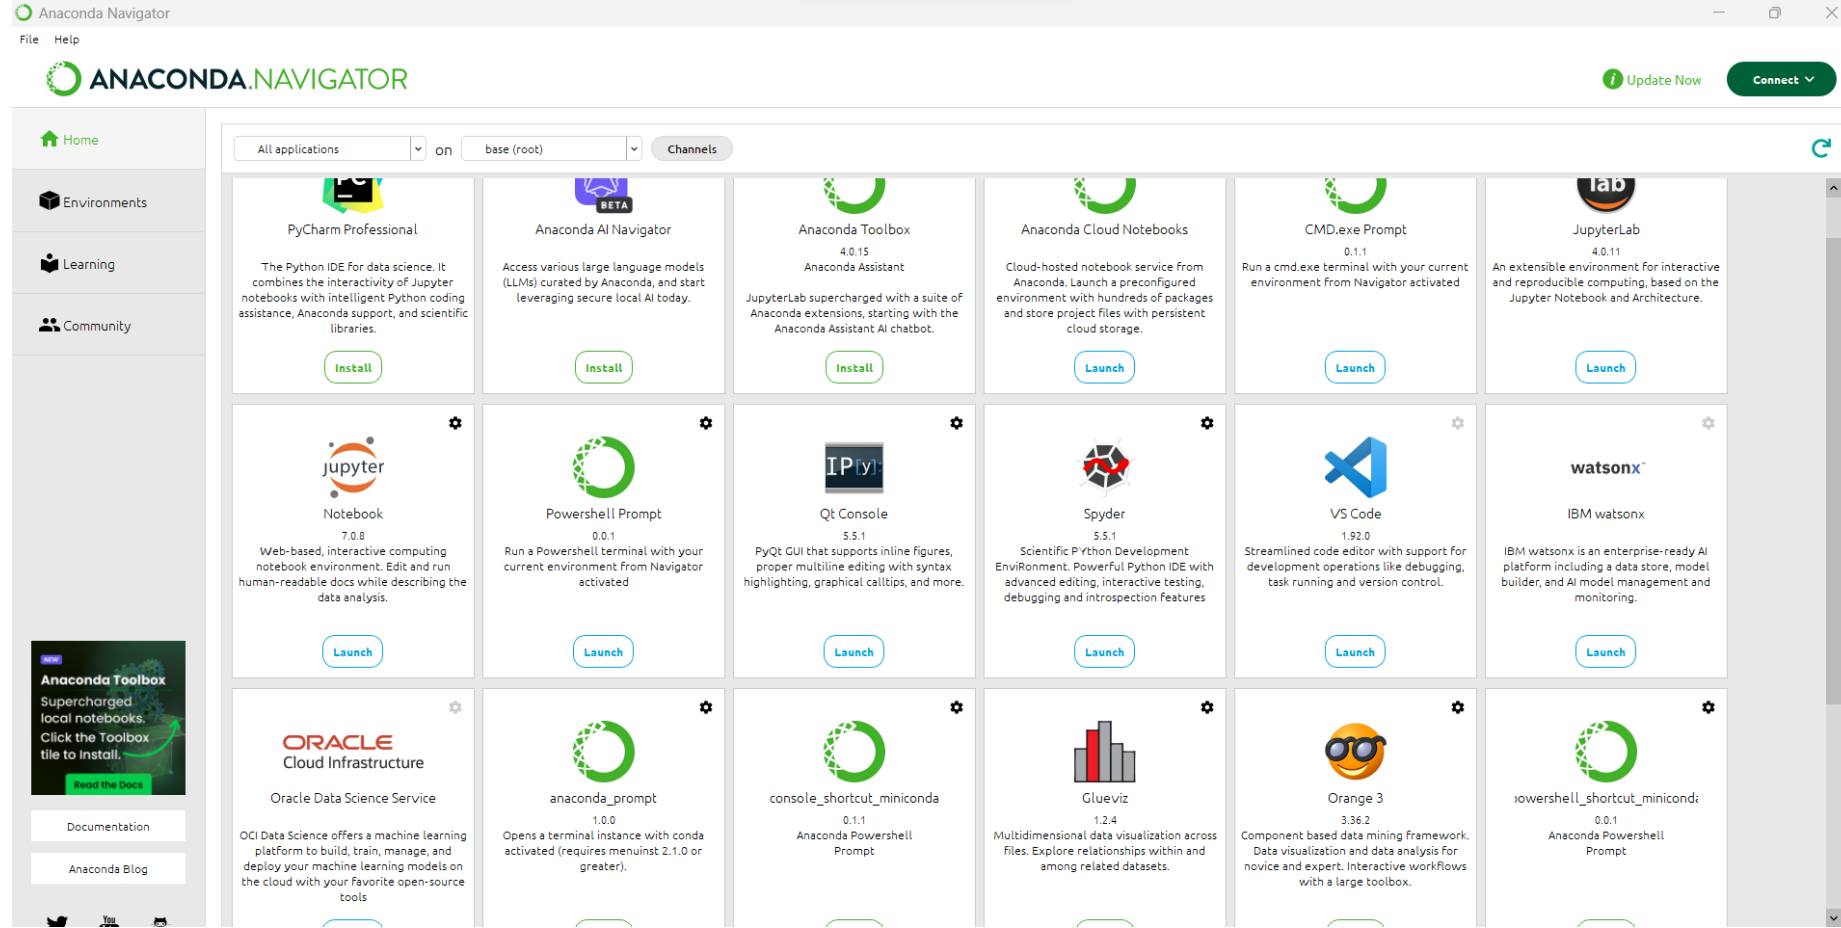 Anaconda Navigator
File Help
ANACONDA.NAVIGATOR
i Update Now
Connect
Home
Environments
Learning
Community
All applications on base (root) Channels
PC
PyCharm Professional
The Python IDE for data science. It
combines the interactivity of Jupyter
notebooks with intelligent Python coding
assistance, Anaconda support, and scientific
libraries.
Install
BETA
Anaconda AI Navigator
Access various large language models
(LLMs) curated by Anaconda, and start
leveraging secure local AI today.
Install
Anaconda Toolbox
4.0.15
Anaconda Assistant
JupyterLab supercharged with a suite of
Anaconda extensions, starting with the
Anaconda Assistant AI chatbot.
Install
Anaconda Cloud Notebooks
Cloud-hosted notebook service from
Anaconda. Launch a preconfigured
environment with hundreds of packages
and store project files with persistent
cloud storage.
Launch
CMD.exe Prompt
0.1.1
Run a cmd.exe terminal with your current
environment from Navigator activated
Launch
lab
JupyterLab
4.0.11
An extensible environment for interactive
and reproducible computing, based on the
Jupyter Notebook and Architecture.
Launch
jupyter
Notebook
7.0.8
Web-based, interactive computing
notebook environment. Edit and run
human-readable docs while describing the
data analysis.
Launch
Powershell Prompt
0.0.1
Run a Powershell terminal with your
current environment from Navigator
activated
Launch
IP[y]:
Qt Console
5.5.1
PyQt GUI that supports inline figures,
proper multiline editing with syntax
highlighting, graphical calltips, and more.
Launch
Spyder
5.5.1
Scientific PYthon Development
EnviRonment. Powerful Python IDE with
advanced editing, interactive testing,
debugging and introspection features
Launch
VS Code
1.92.0
Streamlined code editor with support for
development operations like debugging,
task running and version control.
Launch
watsonx™
IBM watsonx
IBM watsonx is an enterprise-ready AI
platform including a data store, model
builder, and AI model management and
monitoring.
Launch
ORACLE
Cloud Infrastructure
Oracle Data Science Service
OCI Data Science offers a machine learning
platform to build, train, manage, and
deploy your machine learning models on
the cloud with your favorite open-source
tools
anaconda_prompt
1.0.0
Opens a terminal instance with conda
activated (requires menuinst 2.1.0 or
greater).
console_shortcut_miniconda
0.1.1
Anaconda Powershell
Prompt
Glueviz
1.2.4
Multidimensional data visualization across
files. Explore relationships within and
among related datasets.
Orange 3
3.36.2
Component based data mining framework.
Data visualization and data analysis for
novice and expert. Interactive workflows
with a large toolbox.
powershell_shortcut_miniconda
0.0.1
Anaconda Powershell
Prompt
NEW
Anaconda Toolbox
Supercharged
local notebooks.
Click the Toolbox
tile to Install.
Read the Docs
Documentation
Anaconda Blog
You